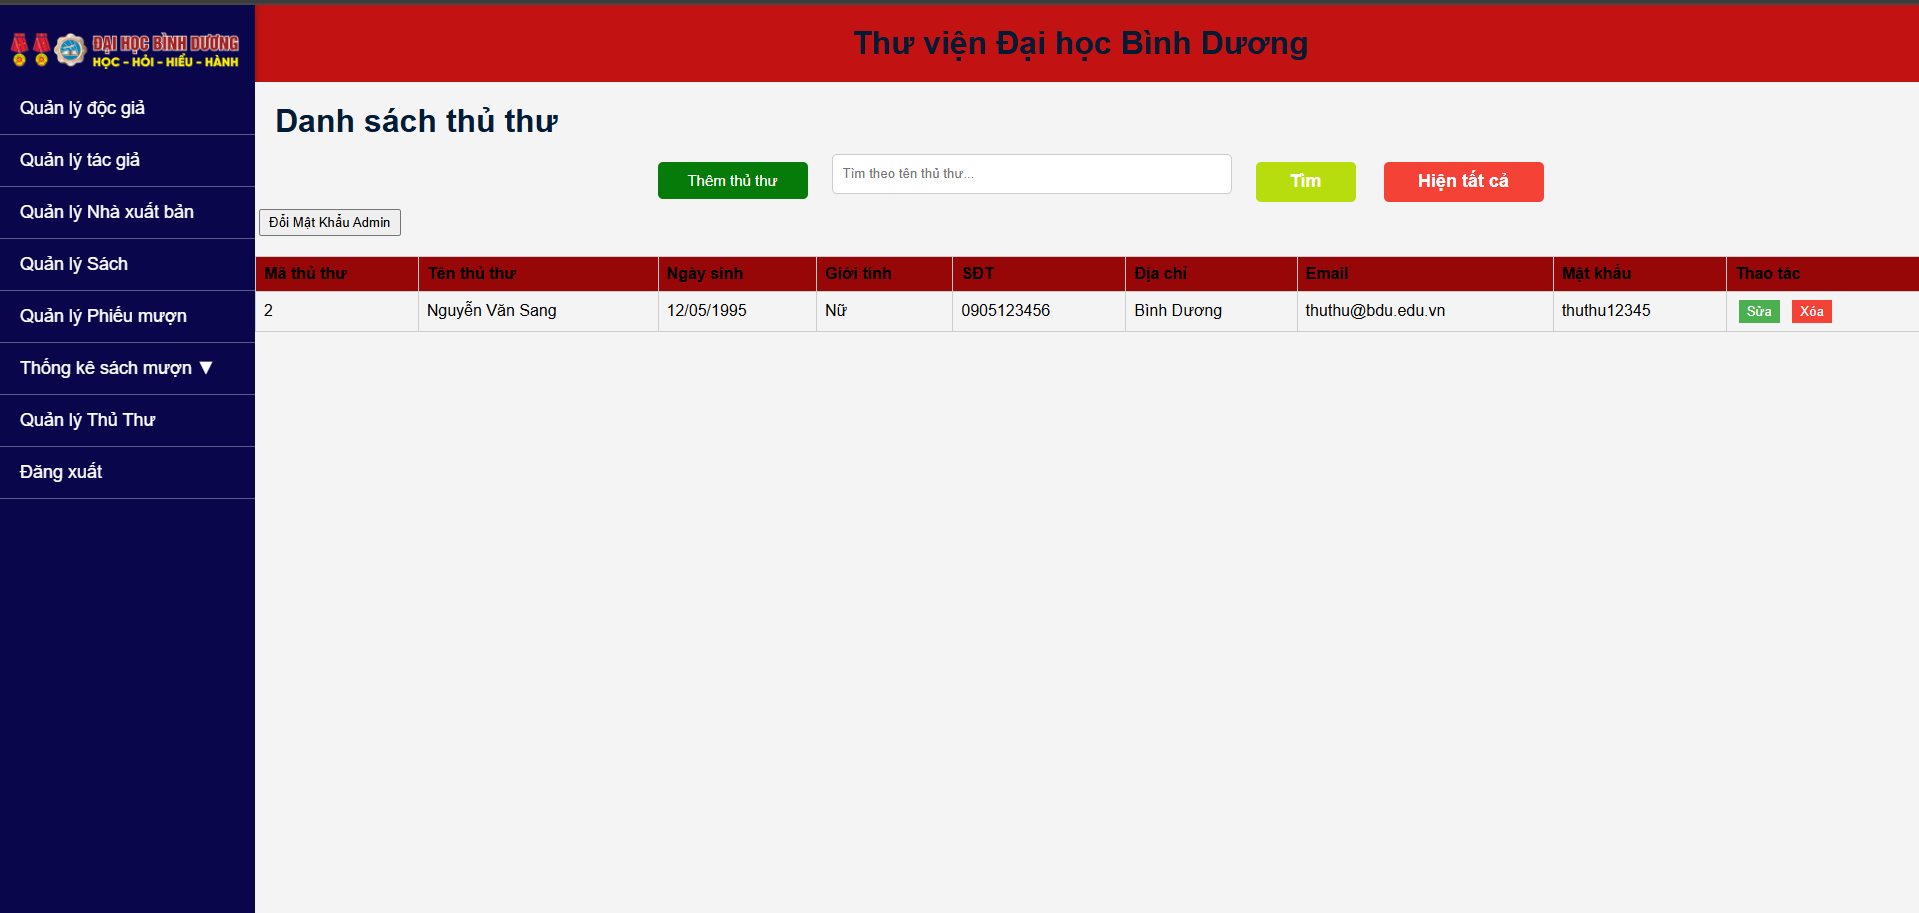 ĐẠI HỌC BÌNH DƯƠNG
HỌC - HỎI - HIỂU - HÀNH
Thư viện Đại học Bình Dương
Quản lý độc giả
Quản lý tác giả
Quản lý Nhà xuất bản
Quản lý Sách
Quản lý Phiếu mượn
Thống kê sách mượn ▼
Quản lý Thủ Thư
Đăng xuất
Danh sách thủ thư
Thêm thủ thư Tìm theo tên thủ thư... Tìm Hiện tất cả
Đổi Mật Khẩu Admin
Mã thủ thư Tên thủ thư Ngày sinh Giới tính SĐT Địa chỉ Email Mật khẩu Thao tác
2 Nguyễn Văn Sang 12/05/1995 Nữ 0905123456 Bình Dương thuthu@bdu.edu.vn thuthu12345 Sửa Xóa